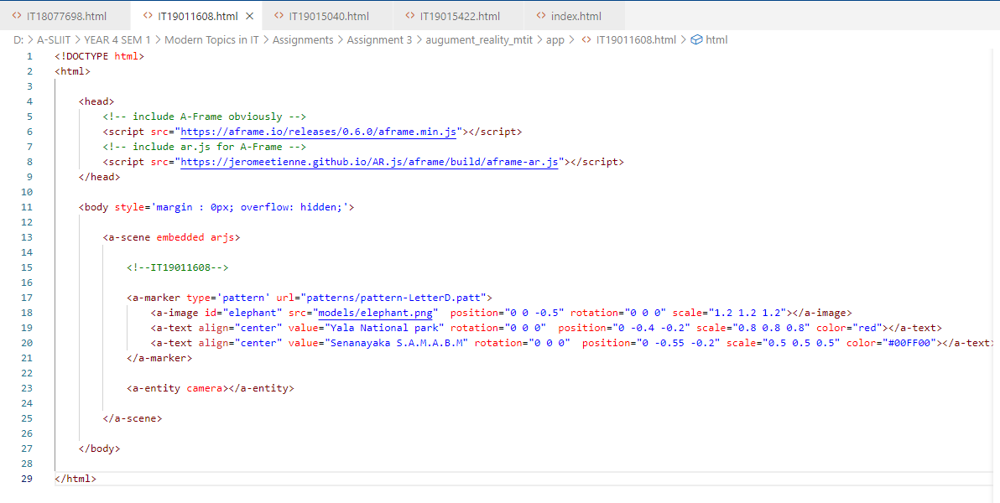 IT18077698.html IT19011608.html IT19015040.html IT19015422.html index.html
D: > A-SLIIT > YEAR 4 SEM 1 > Modern Topics in IT > Assignments > Assignment 3 > augument_reality_mtit > app > IT19011608.html > html
1 <!DOCTYPE html>
2 <html>
3
4 <head>
5 <!-- include A-Frame obviously -->
6 <script src="https://aframe.io/releases/0.6.0/aframe.min.js"></script>
7 <!-- include ar.js for A-Frame -->
8 <script src="https://jeromeetienne.github.io/AR.js/aframe/build/aframe-ar.js"></script>
9 </head>
10
11 <body style='margin : 0px; overflow: hidden;'>
12
13 <a-scene embedded arjs>
14
15 <!--IT19011608-->
16
17 <a-marker type='pattern' url="patterns/pattern-LetterD.patt">
18 <a-image id="elephant" src="models/elephant.png"  position="0 0 -0.5" rotation="0 0 0" scale="1.2 1.2 1.2"></a-image>
19 <a-text align="center" value="Yala National park" rotation="0 0 0"  position="0 -0.4 -0.2" scale="0.8 0.8 0.8" color="red"></a-text>
20 <a-text align="center" value="Senanayaka S.A.M.A.B.M" rotation="0 0 0"  position="0 -0.55 -0.2" scale="0.5 0.5 0.5" color="#00FF00"></a-text>
21 </a-marker>
22
23 <a-entity camera></a-entity>
24
25 </a-scene>
26
27 </body>
28
29 </html>